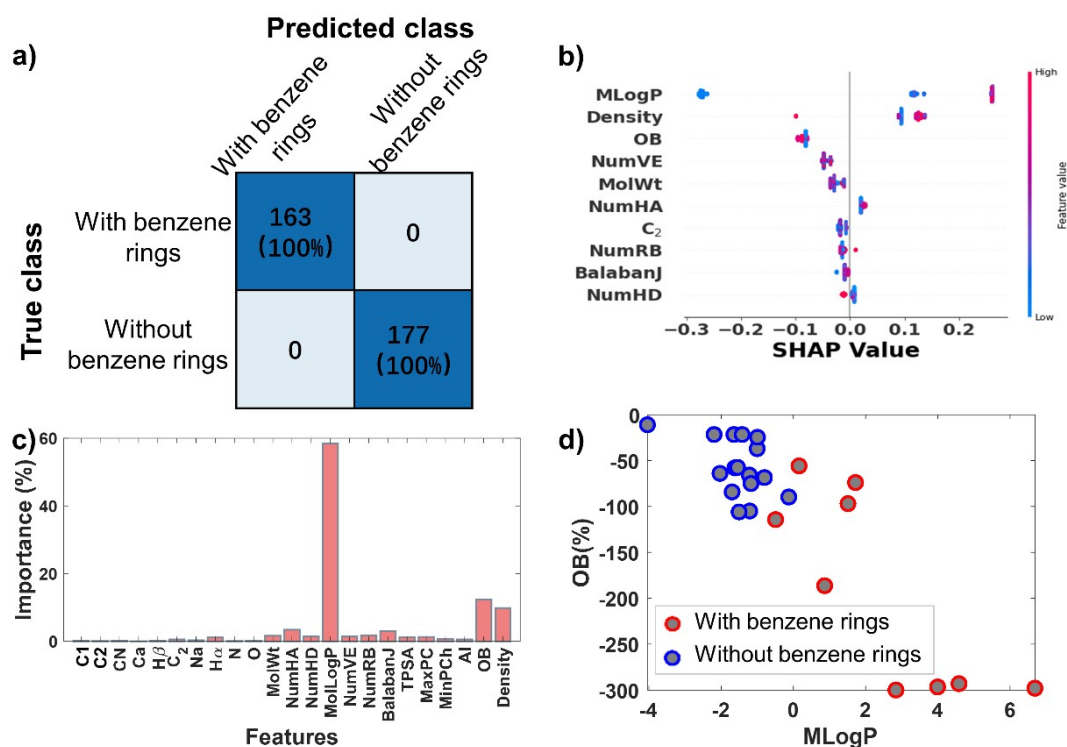 a)
Predicted class
With benzene
rings
Without
benzene rings
True class
With benzene
rings
163
(100%)
0
Without
benzene rings
0
177
(100%)
b)
MLogP
Density
OB
NumVE
MolWt
NumHA
C₂
NumRB
BalabanJ
NumHD
−0.3 −0.2 −0.1 0.0 0.1 0.2
SHAP Value
High
Feature value
Low
c)
Importance (%)
60
40
20
0
C1 C2 CN Ca Hβ C₂ Na Hα N O MolWt NumHA NumHD MolLogP NumVE NumRB BalabanJ TPSA MaxPC MinPCh AI OB Density
Features
d)
OB(%)
0
-50
-100
-150
-200
-250
-300
With benzene rings
Without benzene rings
-4 -2 0 2 4 6
MLogP